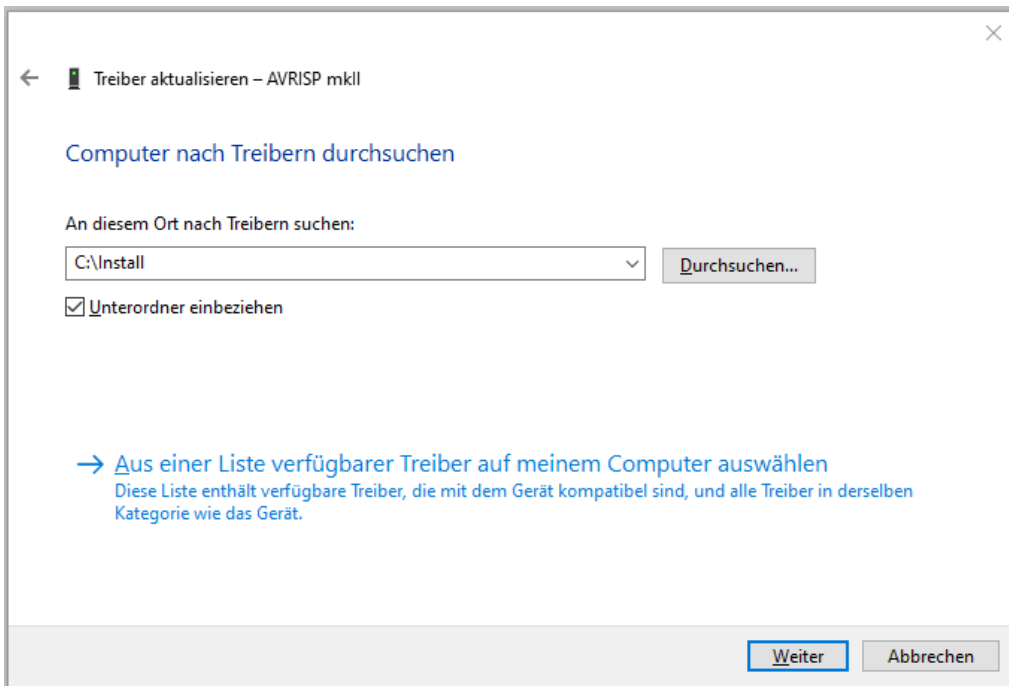 Treiber aktualisieren – AVRISP mkII
Computer nach Treibern durchsuchen
An diesem Ort nach Treibern suchen:
C:\Install
Durchsuchen...
Unterordner einbeziehen
Aus einer Liste verfügbarer Treiber auf meinem Computer auswählen
Diese Liste enthält verfügbare Treiber, die mit dem Gerät kompatibel sind, und alle Treiber in derselben
Kategorie wie das Gerät.
Weiter
Abbrechen